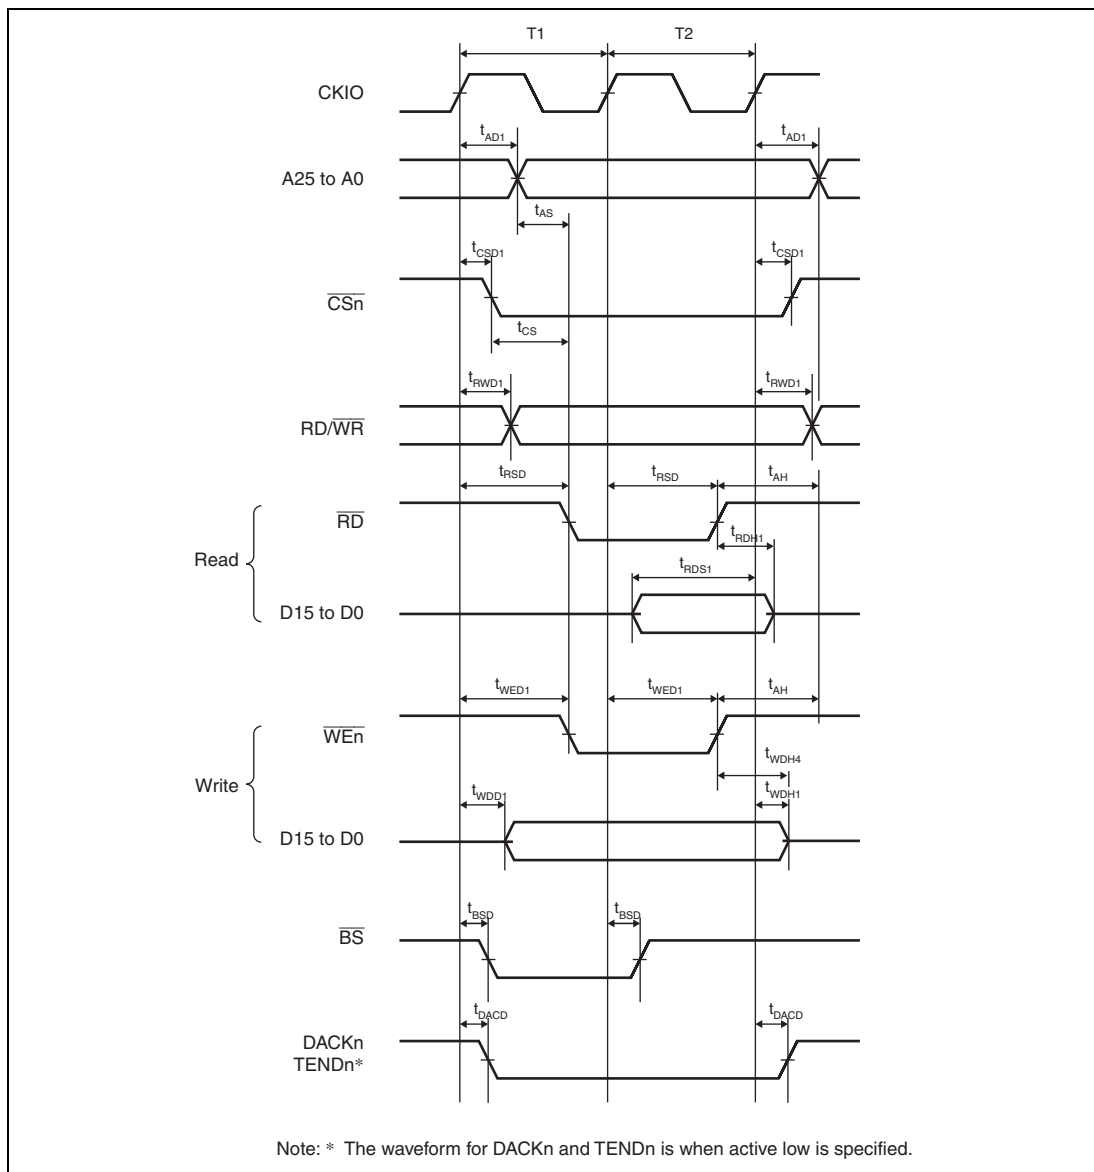 T1 T2
CKIO
tAD1 tAD1
A25 to A0
tAS
tCSD1 tCSD1
CSn
tCS
tRWD1 tRWD1
RD/WR
tRSD tRSD tAH
RD
tRDH1
Read
tRDS1
D15 to D0
tWED1 tWED1 tAH
WEn
tWDH4
Write
tWDD1 tWDH1
D15 to D0
tBSD tBSD
BS
tDACD tDACD
DACKn
TENDn*
Note: * The waveform for DACKn and TENDn is when active low is specified.